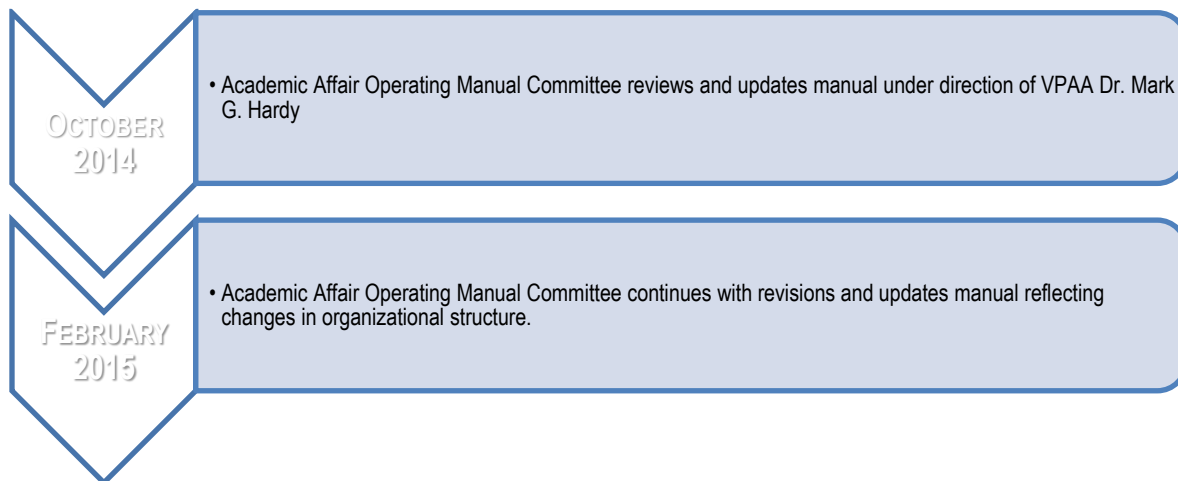 OCTOBER
2014
• Academic Affair Operating Manual Committee reviews and updates manual under direction of VPAA Dr. Mark
G. Hardy
FEBRUARY
2015
• Academic Affair Operating Manual Committee continues with revisions and updates manual reflecting
changes in organizational structure.